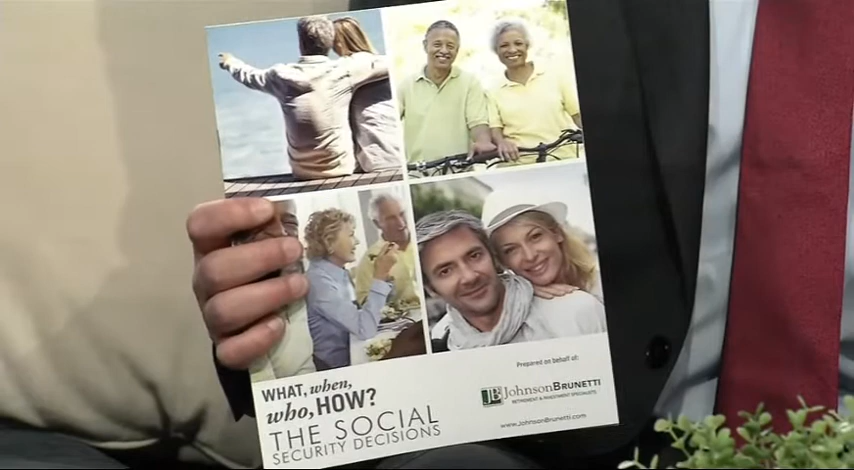 WHAT, when,
who, HOW?
THE SOCIAL
SECURITY DECISIONS
Prepared on behalf of:
JB JOHNSONBRUNETTI
RETIREMENT & INVESTMENT SPECIALISTS
www.JohnsonBrunetti.com